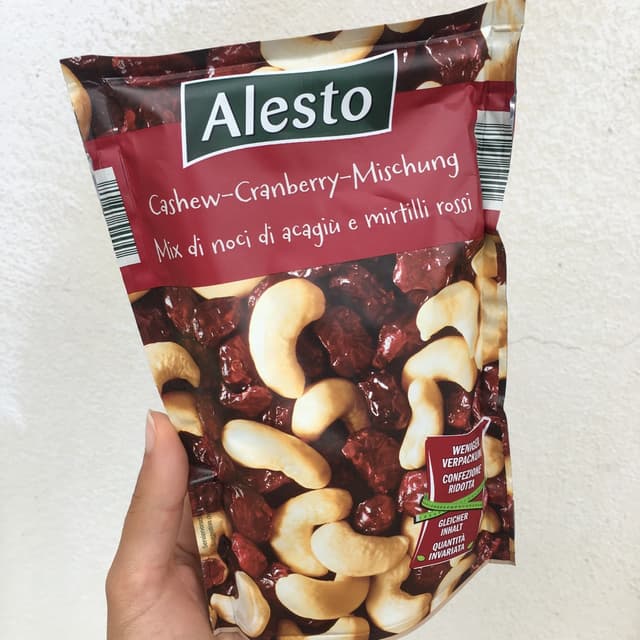 Alesto
Cashew-Cranberry-Mischung
Mix di noci di acagiù e mirtilli rossi
WENIGER
VERPACKUNG
CONFEZIONE
RIDOTTA
GLEICHER
INHALT
QUANTITÀ
INVARIATA